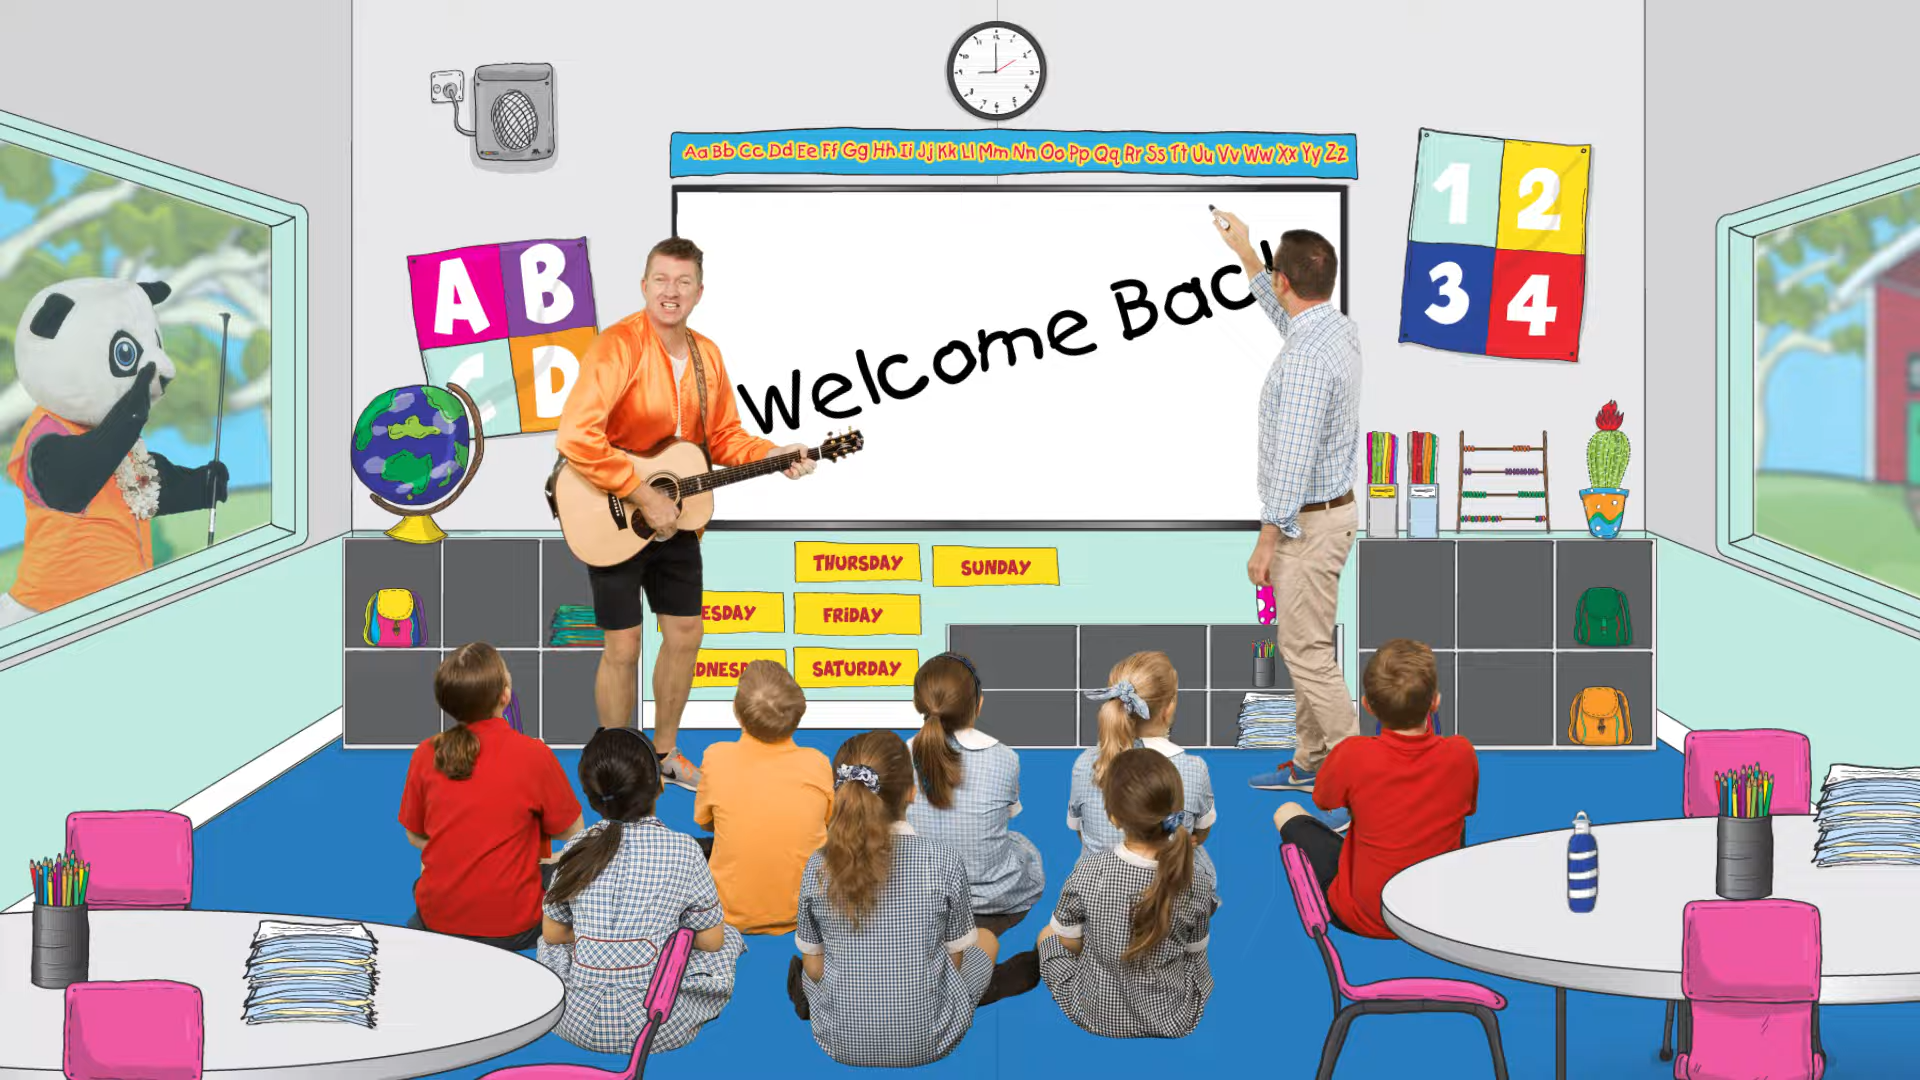 Aa Bb Cc Dd Ee Ff Gg Hh Ii Jj Kk Ll Mm Nn Oo Pp Qq Rr Ss Tt Uu Vv Ww Xx Yy Zz
1 2
3 4
A B
C D
Welcome Bac
THURSDAY SUNDAY
ESDAY FRiDAY
DNESD SATURDAY